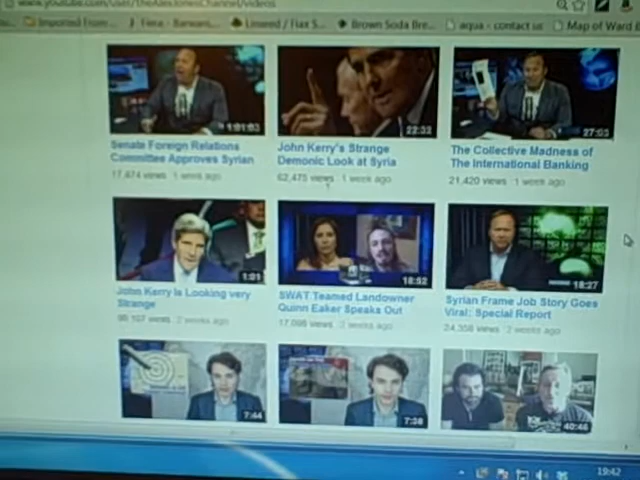 www.youtube.com/user/TheAlexJonesChannel/videos
Imported From...
Linseed / Flax S...
Brown Soda Bre...
aqua - contact us
Map of Ward B
1:01:03
22:32
27:03
Senate Foreign Relations
Committee Approves Syrian
17,474 views 1 week ago
John Kerry's Strange
Demonic Look at Syria
62,475 views 1 week ago
The Collective Madness of
The International Banking
21,420 views 1 week ago
1:01
18:52
18:27
John Kerry is Looking very
Strange
2 weeks ago
SWAT Teamed Landowner
Quinn Eaker Speaks Out
17,098 views 2 weeks ago
Syrian Frame Job Story Goes
Viral: Special Report
24,358 views 2 weeks ago
7:44
7:38
40:46
19:42